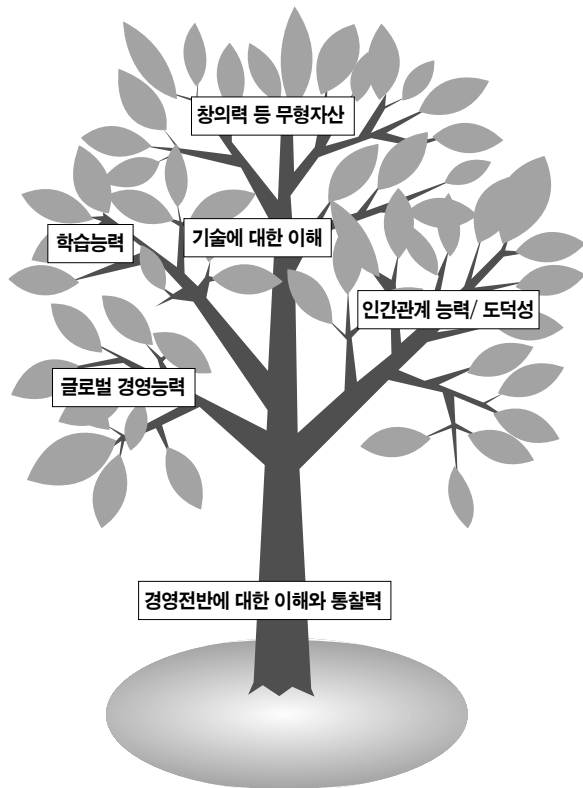 창의력 등 무형자산
기술에 대한 이해
학습능력
인간관계 능력/ 도덕성
글로벌 경영능력
경영전반에 대한 이해와 통찰력